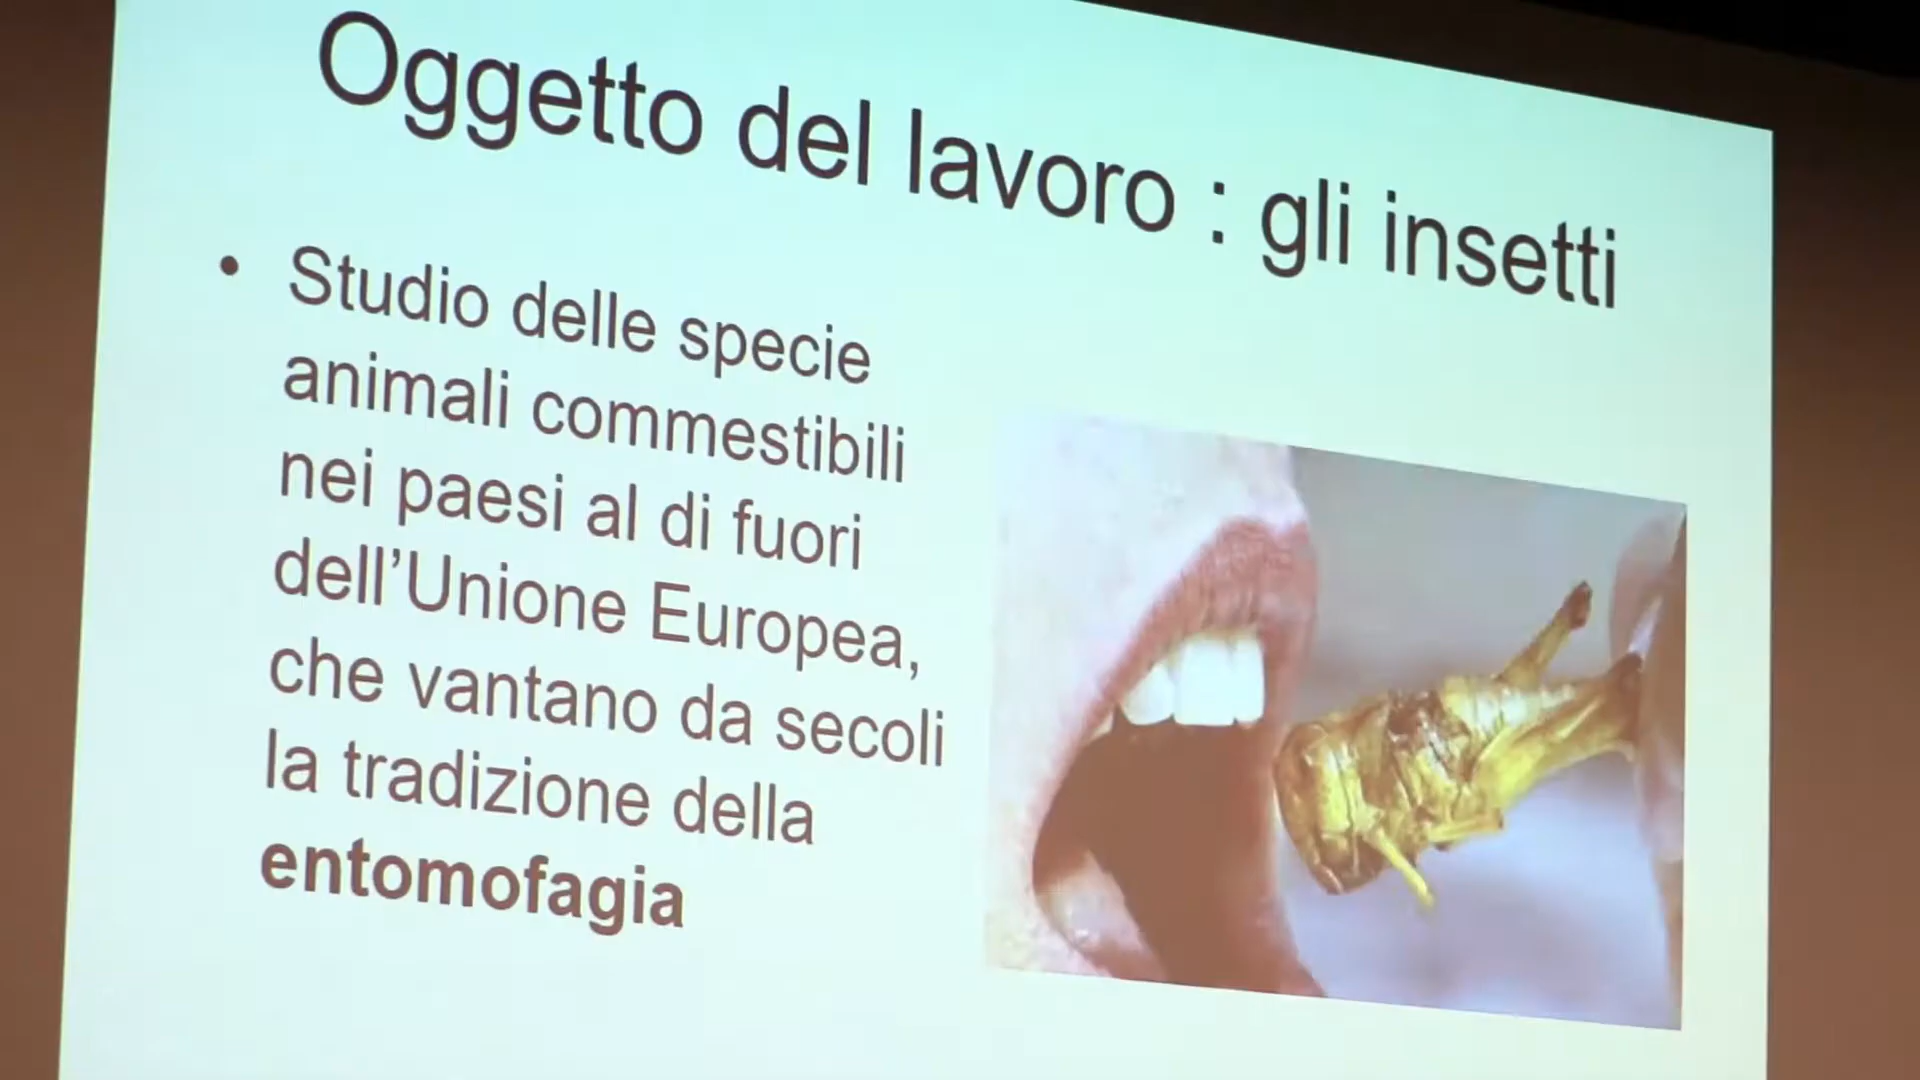 Oggetto del lavoro : gli insetti
• Studio delle specie
animali commestibili
nei paesi al di fuori
dell’Unione Europea,
che vantano da secoli
la tradizione della
entomofagia